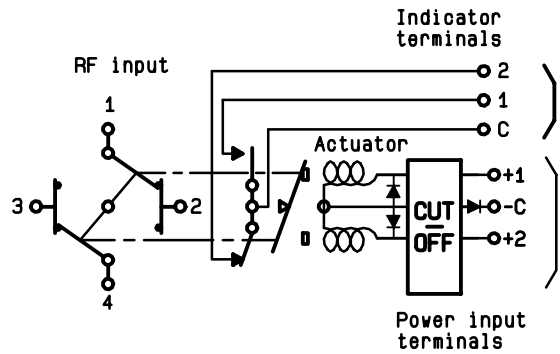 Indicator
terminals
RF input
2
1
1
C
Actuator
+1
3
2
CUT
-C
OFF
+2
4
Power input
terminals